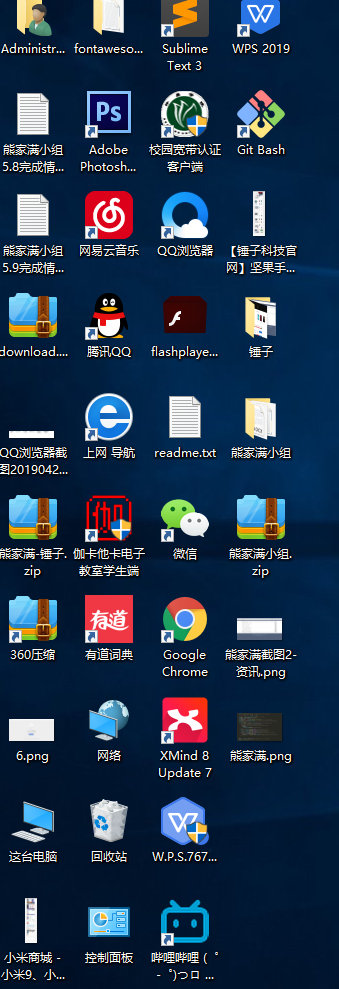 Administr...
fontaweso...
Sublime
Text 3
WPS 2019
熊家满小组
5.8完成情...
Adobe
Photosh...
校园宽带认证
客户端
Git Bash
熊家满小组
5.9完成情...
网易云音乐
QQ浏览器
【锤子科技官
网】坚果手...
download....
腾讯QQ
flashplaye...
锤子
QQ浏览器截
图2019042...
上网 导航
readme.txt
熊家满小组
熊家满-锤子.
zip
伽卡他卡电子
教室学生端
微信
熊家满小组.
zip
360压缩
有道
有道词典
Google
Chrome
熊家满截图2-
资讯.png
6.png
网络
XMind 8
Update 7
熊家满.png
这台电脑
回收站
W.P.S.767...
小米商城 -
小米9、小...
控制面板
哔哩哔哩 (゜
-゜)つロ ...